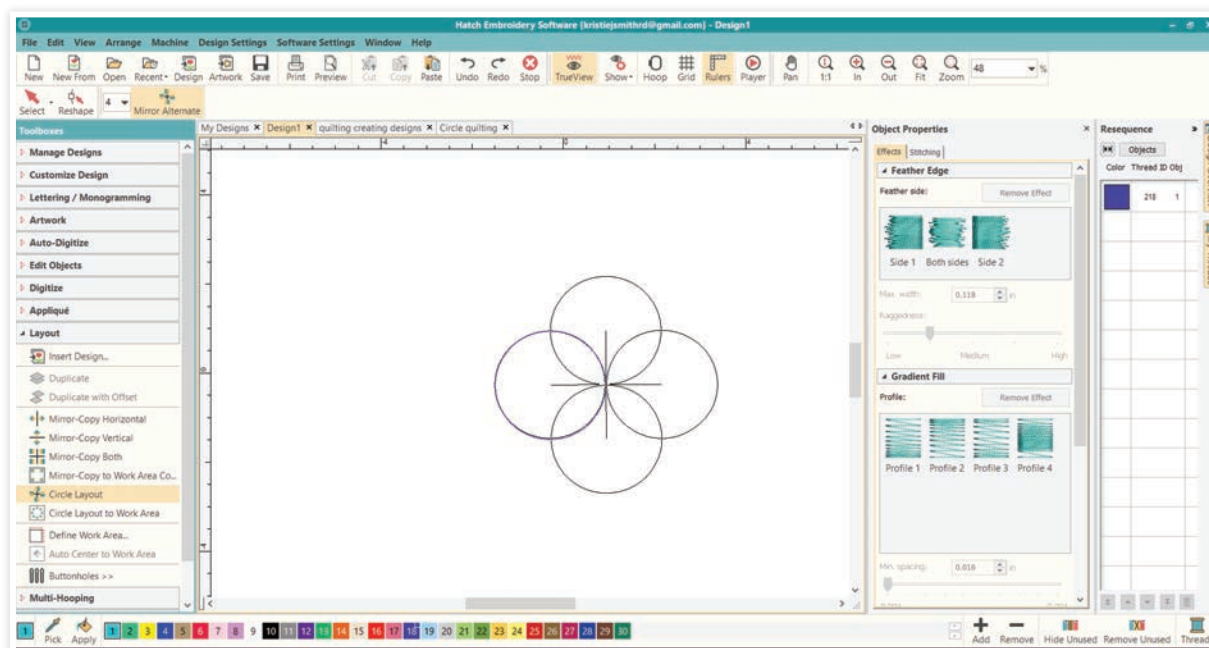 Hatch Embroidery Software [kristiejsmithrd@gmail.com] - Design1
File Edit View Arrange Machine Design Settings Software Settings Window Help
New New From Open Recent Design Artwork Save Print Preview Cut Copy Paste Undo Redo Stop TrueView Show Hoop Grid Rulers Player Pan 1:1 In Out Fit Zoom 48 %
Select Reshape 4 Mirror Alternate
Toolboxes
My Designs Design1 quilting creating designs Circle quilting
Manage Designs
Customize Design
Lettering / Monogramming
Artwork
Auto-Digitize
Edit Objects
Digitize
Appliqué
Layout
Insert Design...
Duplicate
Duplicate with Offset
Mirror-Copy Horizontal
Mirror-Copy Vertical
Mirror-Copy Both
Mirror-Copy to Work Area Co...
Circle Layout
Circle Layout to Work Area
Define Work Area...
Auto Center to Work Area
Buttonholes >>
Multi-Hooping
Object Properties
Effects Stitching
Feather Edge
Feather side: Remove Effect
Side 1 Both sides Side 2
Max. width: 0.118 in
Raggedness:
Low Medium High
Gradient Fill
Profile: Remove Effect
Profile 1 Profile 2 Profile 3 Profile 4
Min. spacing: 0.016 in
Resequence
Objects
Color Thread ID Obj
218 1
1 Pick Apply 1 2 3 4 5 6 7 8 9 10 11 12 13 14 15 16 17 18 19 20 21 22 23 24 25 26 27 28 29 30 Add Remove Hide Unused Remove Unused Thread